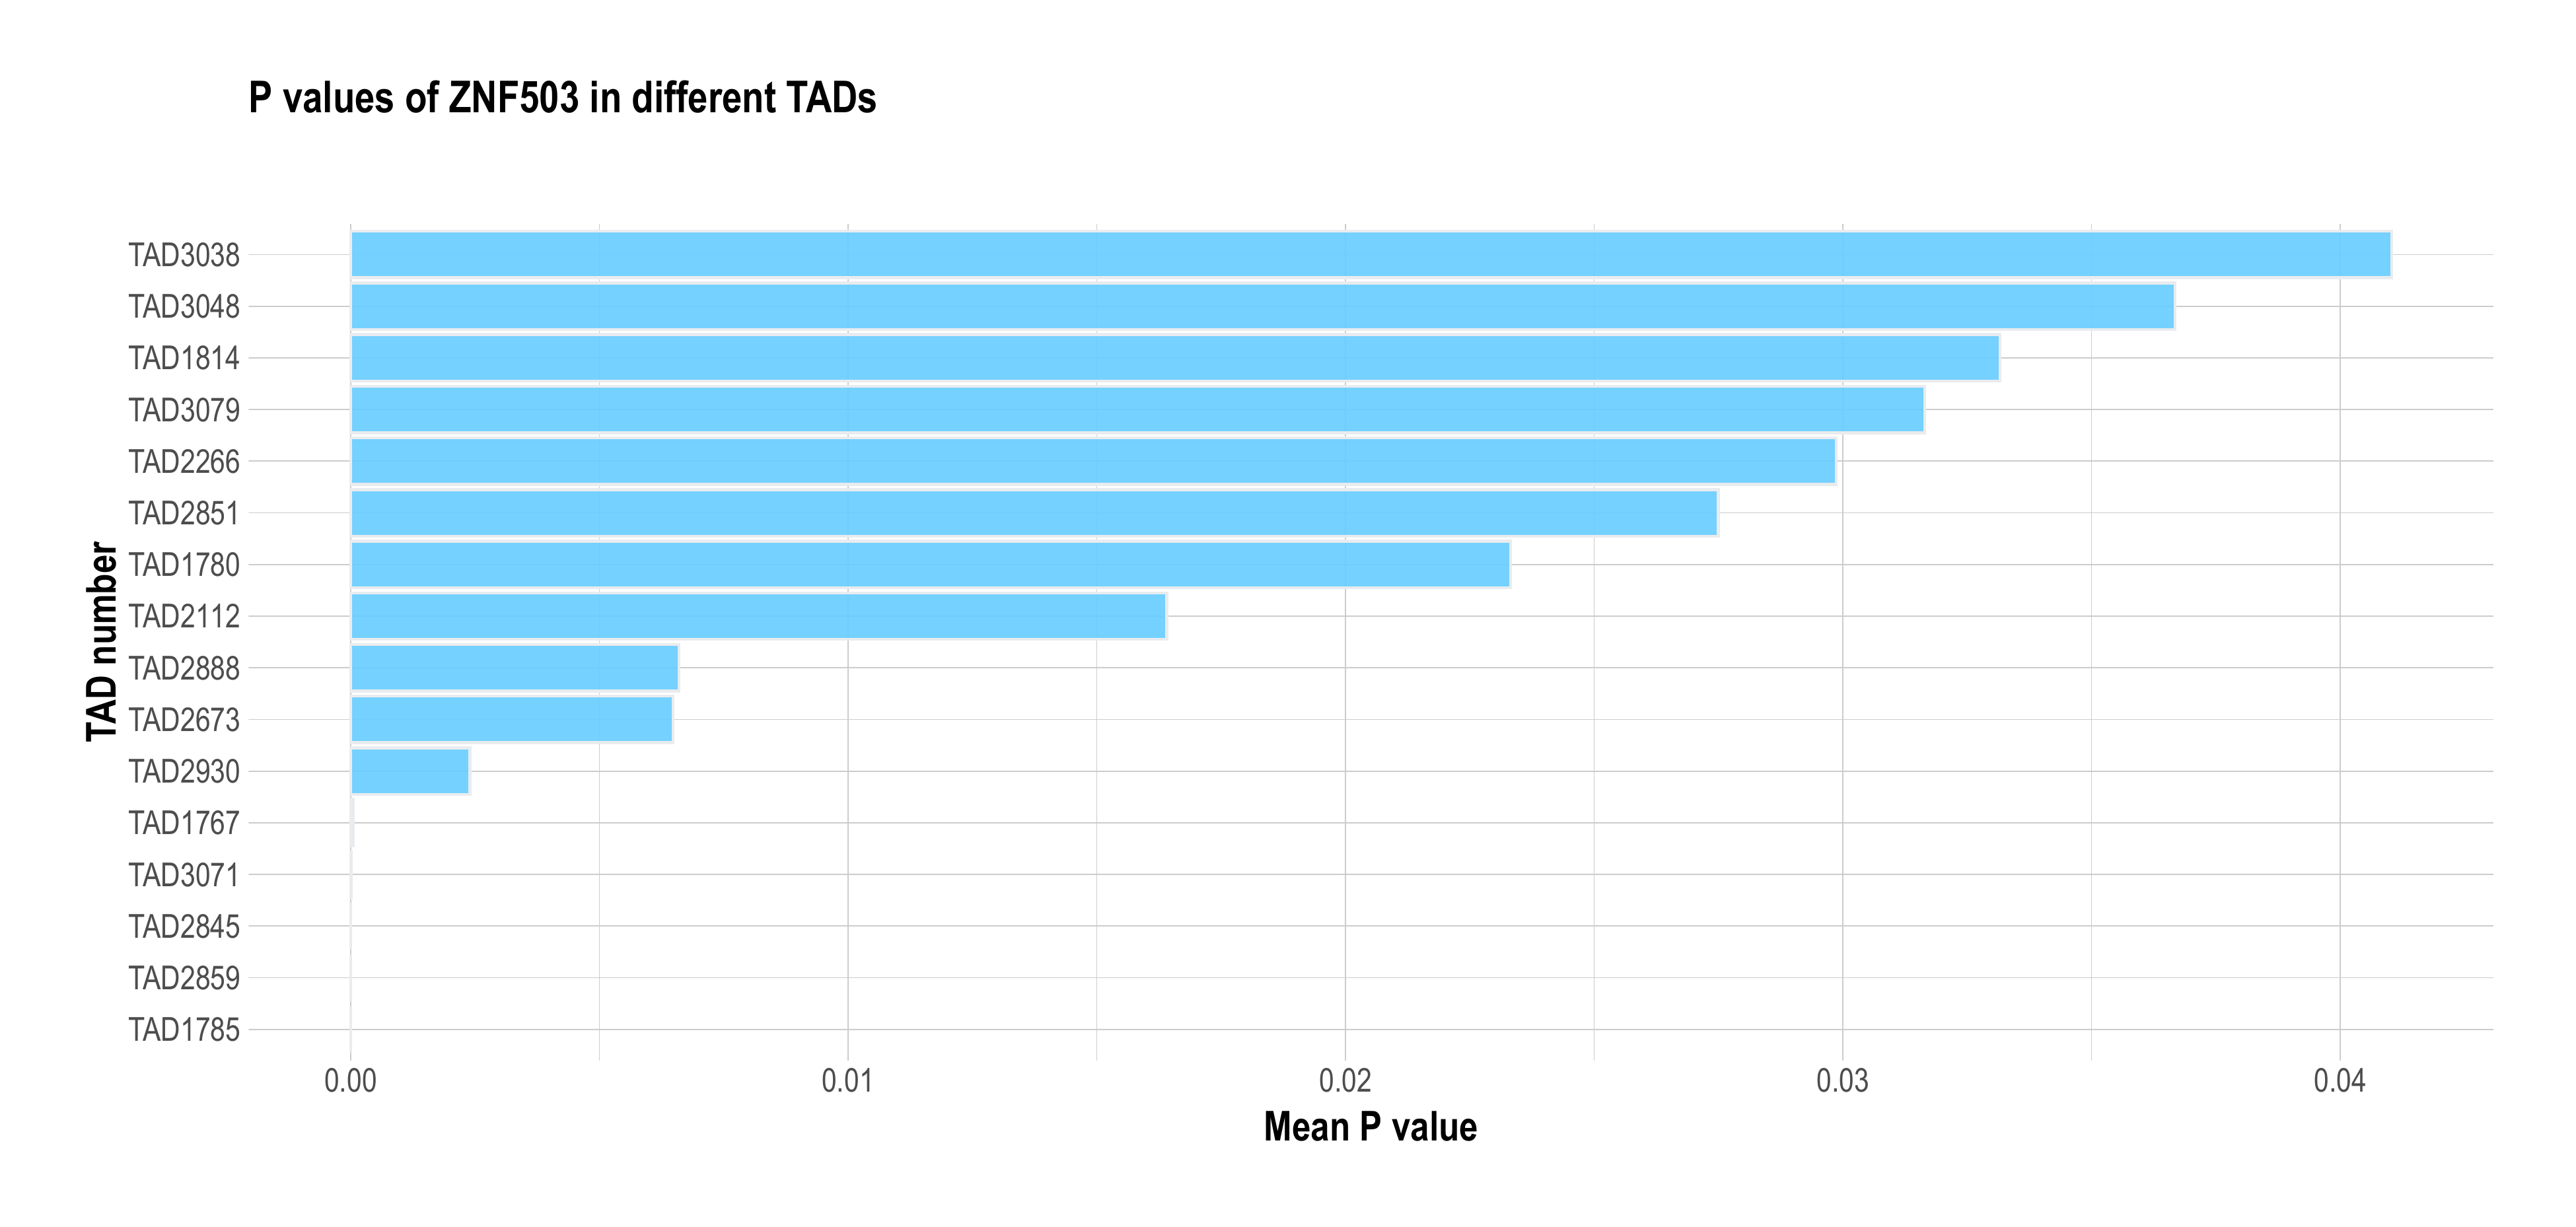 P values of ZNF503 in different TADs
TAD number
TAD3038
TAD3048
TAD1814
TAD3079
TAD2266
TAD2851
TAD1780
TAD2112
TAD2888
TAD2673
TAD2930
TAD1767
TAD3071
TAD2845
TAD2859
TAD1785
0.00 0.01 0.02 0.03 0.04
Mean P value